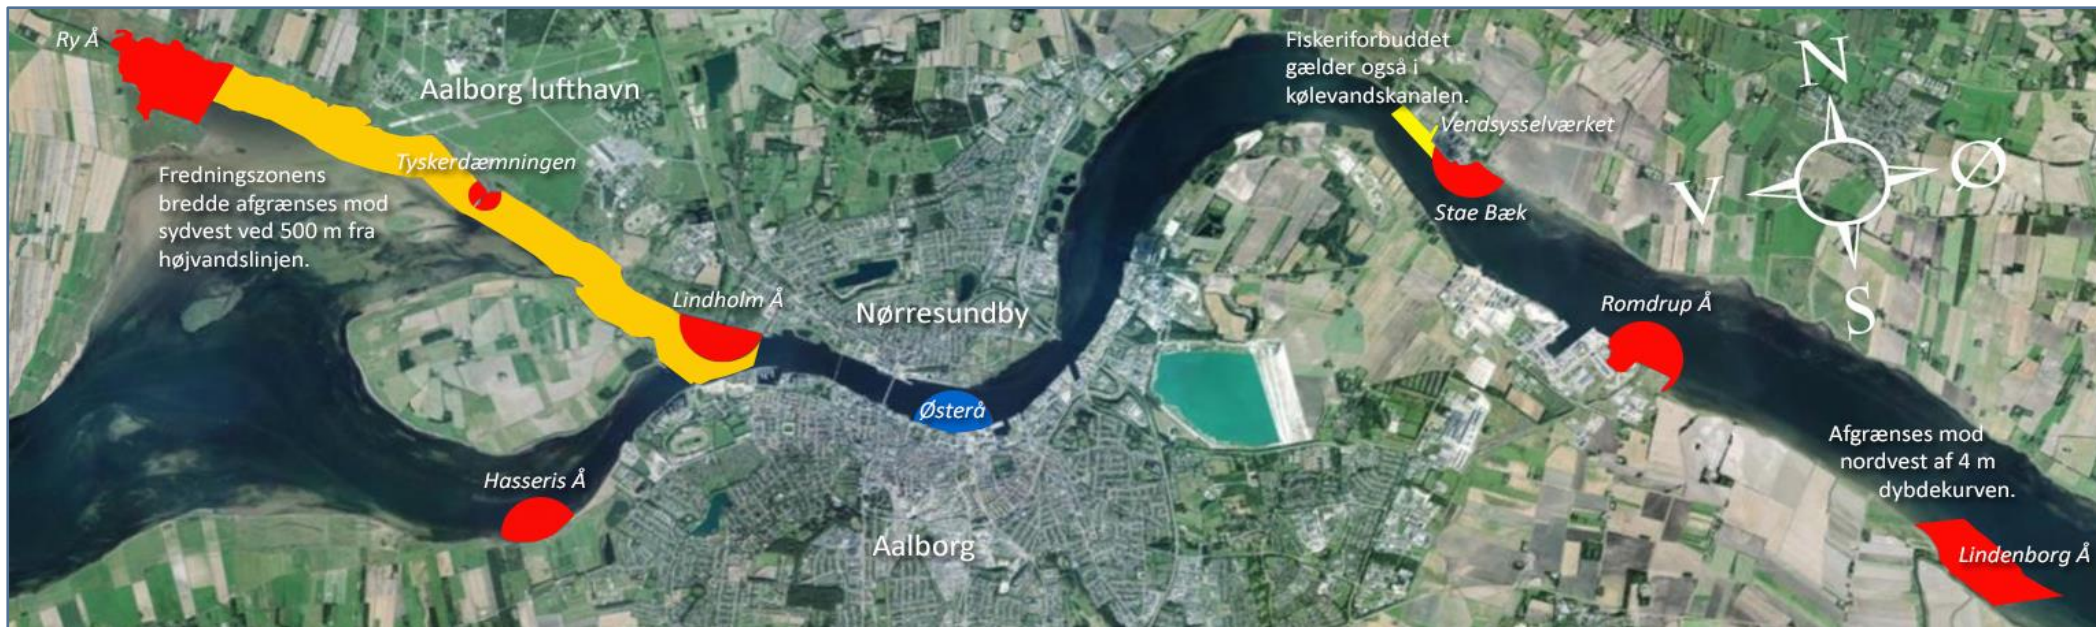 Ry Å
Aalborg lufthavn
Tyskerdæmningen
Fredningszonens
bredde afgrænses mod
sydvest ved 500 m fra
højvandslinjen.
Lindholm Å
Nørresundby
Østerå
Hasseris Å
Aalborg
Fiskeriforbuddet
gælder også i
kølevandskanalen.
Vendsysselværket
Stae Bæk
Romdrup Å
Afgrænses mod
nordvest af 4 m
dybdekurven.
Lindenborg Å
N
V
Ø
S